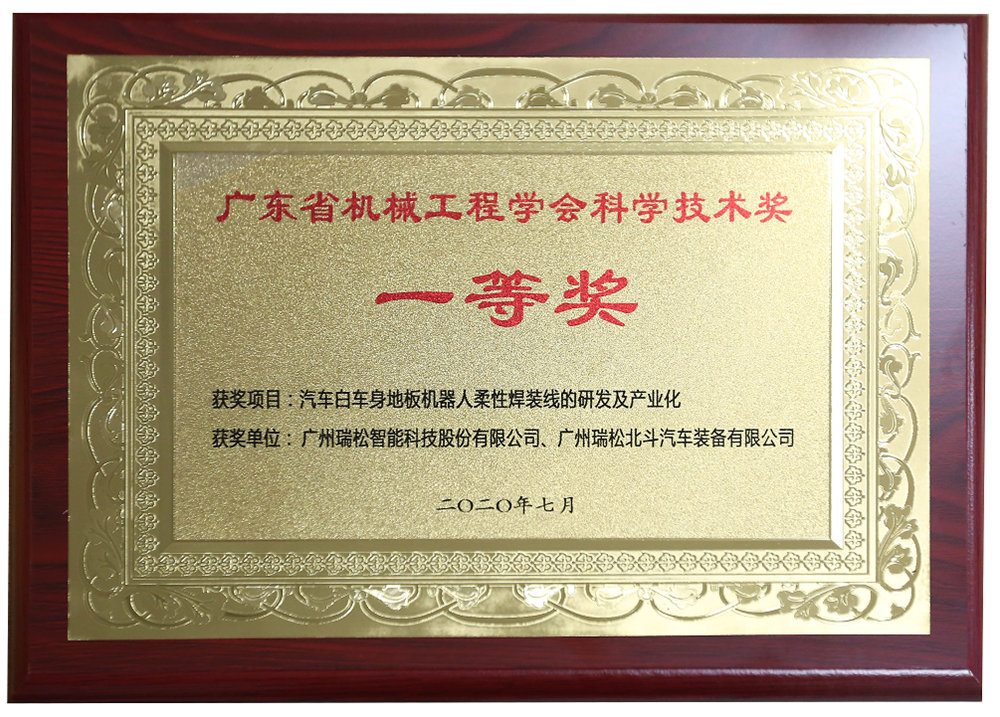 广东省机械工程学会科学技术奖
一等奖
获奖项目：汽车白车身地板机器人柔性焊装线的研发及产业化
获奖单位：广州瑞松智能科技股份有限公司、广州瑞松北斗汽车装备有限公司
二〇二〇年七月